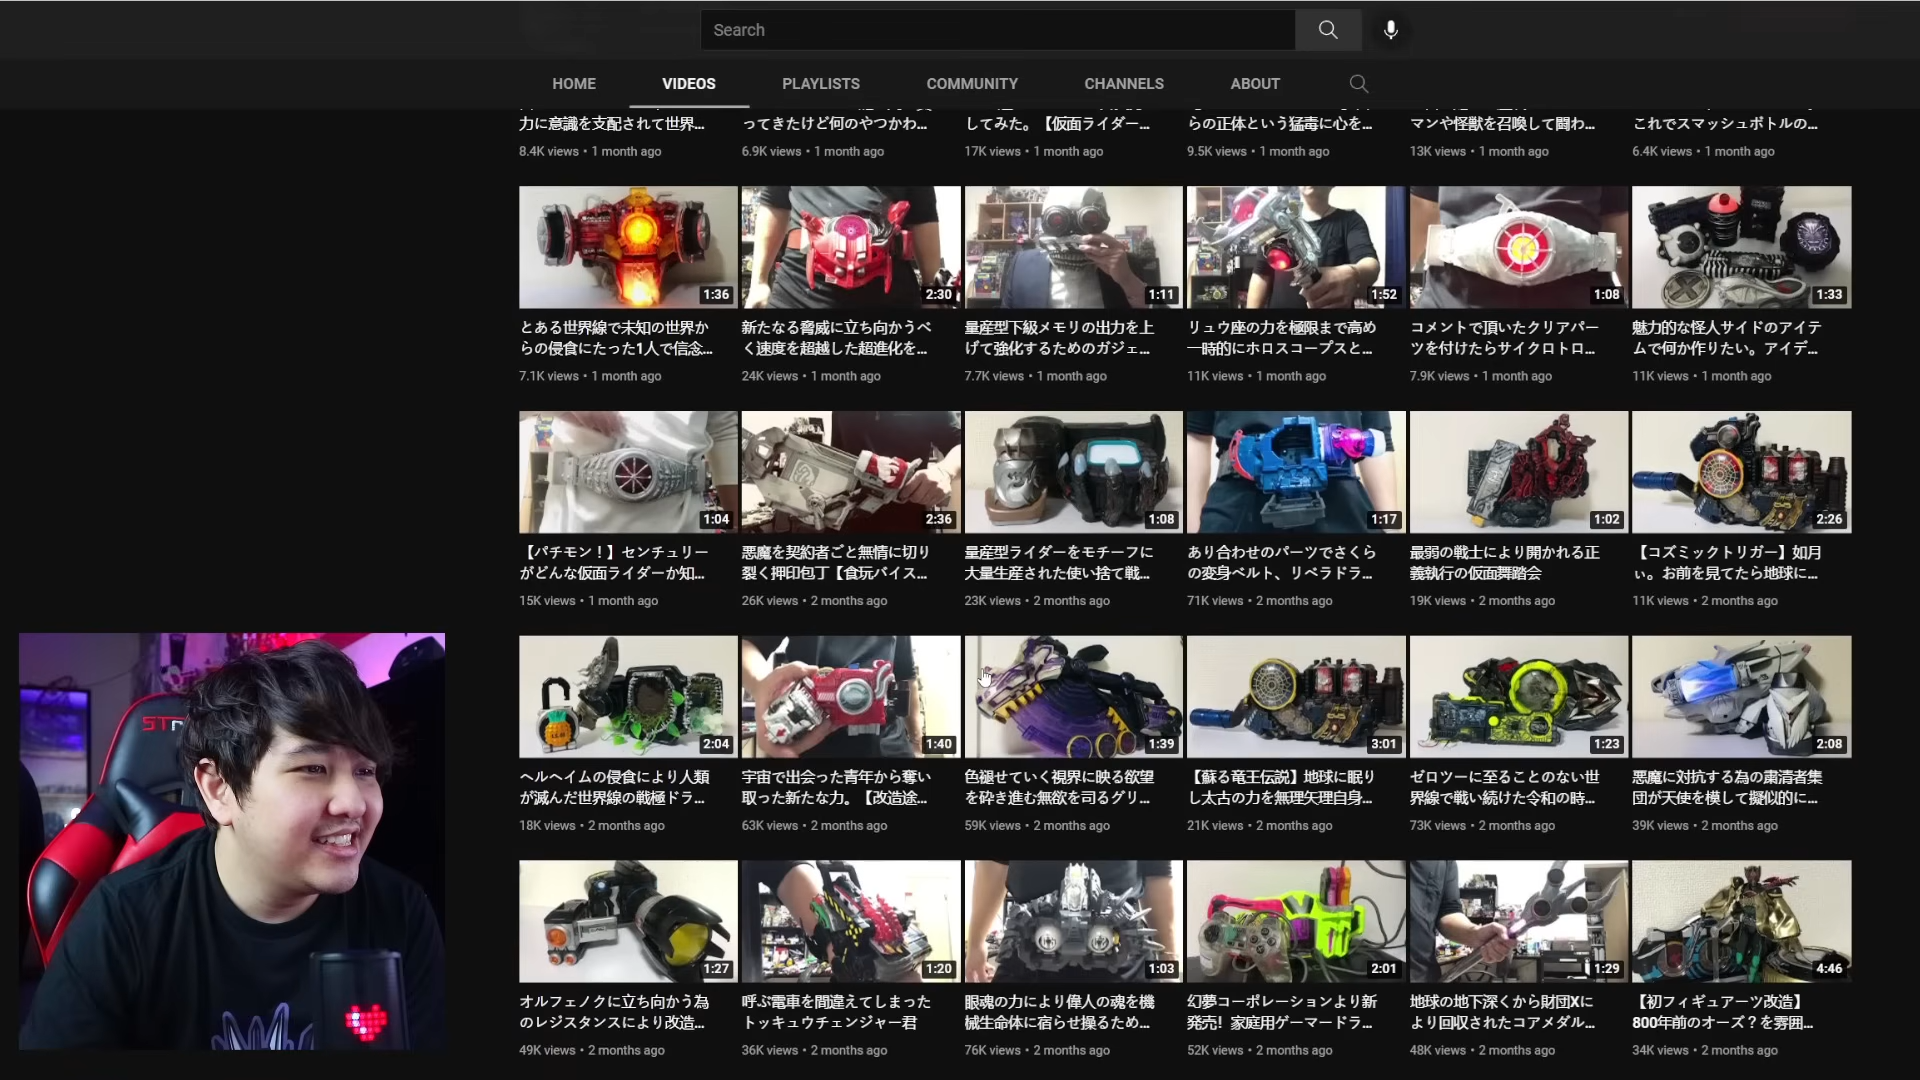 Search
HOME
VIDEOS
PLAYLISTS
COMMUNITY
CHANNELS
ABOUT
力に意識を支配されて世界...
ってきたけど何のやつかわ...
してみた。【仮面ライダー...
らの正体という猛毒に心を...
マンや怪獣を召喚して闘わ...
これでスマッシュボトルの...
8.4K views • 1 month ago
6.9K views • 1 month ago
17K views • 1 month ago
9.5K views • 1 month ago
13K views • 1 month ago
6.4K views • 1 month ago
1:36
2:30
1:11
1:52
1:08
1:33
とある世界線で未知の世界か
らの侵食にたった1人で信念...
7.1K views • 1 month ago
新たなる脅威に立ち向かうべ
く速度を超越した超進化を...
24K views • 1 month ago
量産型下級メモリの出力を上
げて強化するためのガジェ...
7.7K views • 1 month ago
リュウ座の力を極限まで高め
一時的にホロスコープスと...
11K views • 1 month ago
コメントで頂いたクリアパー
ツを付けたらサイクロトロ...
7.9K views • 1 month ago
魅力的な怪人サイドのアイテ
ムで何か作りたい。アイデ...
11K views • 1 month ago
1:04
2:36
1:08
1:17
1:02
2:26
【パチモン！】センチュリー
がどんな仮面ライダーか知...
15K views • 1 month ago
悪魔を契約者ごと無情に切り
裂く押印包丁【食玩バイス...
26K views • 2 months ago
量産型ライダーをモチーフに
大量生産された使い捨て戦...
23K views • 2 months ago
あり合わせのパーツでさくら
の変身ベルト、リベラドラ...
71K views • 2 months ago
最弱の戦士により開かれる正
義執行の仮面舞踏会
19K views • 2 months ago
【コズミックトリガー】如月
ぃ。お前を見てたら地球に...
11K views • 2 months ago
2:04
1:40
1:39
3:01
1:23
2:08
ヘルヘイムの侵食により人類
が滅んだ世界線の戦極ドラ...
18K views • 2 months ago
宇宙で出会った青年から奪い
取った新たな力。【改造途...
63K views • 2 months ago
色褪せていく視界に映る欲望
を砕き進む無欲を司るグリ...
59K views • 2 months ago
【蘇る竜王伝説】地球に眠り
し太古の力を無理矢理自身...
21K views • 2 months ago
ゼロツーに至ることのない世
界線で戦い続けた令和の時...
73K views • 2 months ago
悪魔に対抗する為の粛清者集
団が天使を模して擬似的に...
39K views • 2 months ago
1:27
1:20
1:03
2:01
1:29
4:46
オルフェノクに立ち向かう為
のレジスタンスにより改造...
49K views • 2 months ago
呼ぶ電車を間違えてしまった
トッキュウチェンジャー君
36K views • 2 months ago
眼魂の力により偉人の魂を機
械生命体に宿らせ操るため...
76K views • 2 months ago
幻夢コーポレーションより新
発売！家庭用ゲーマードラ...
52K views • 2 months ago
地球の地下深くから財団Xに
より回収されたコアメダル...
48K views • 2 months ago
【初フィギュアーツ改造】
800年前のオーズ？を雰囲...
34K views • 2 months ago